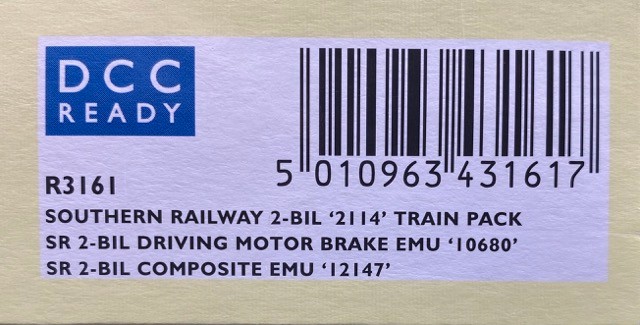 DCC
READY
R3161
5 010963 431617
SOUTHERN RAILWAY 2-BIL ‘2114’ TRAIN PACK
SR 2-BIL DRIVING MOTOR BRAKE EMU ‘10680’
SR 2-BIL COMPOSITE EMU ‘12147’